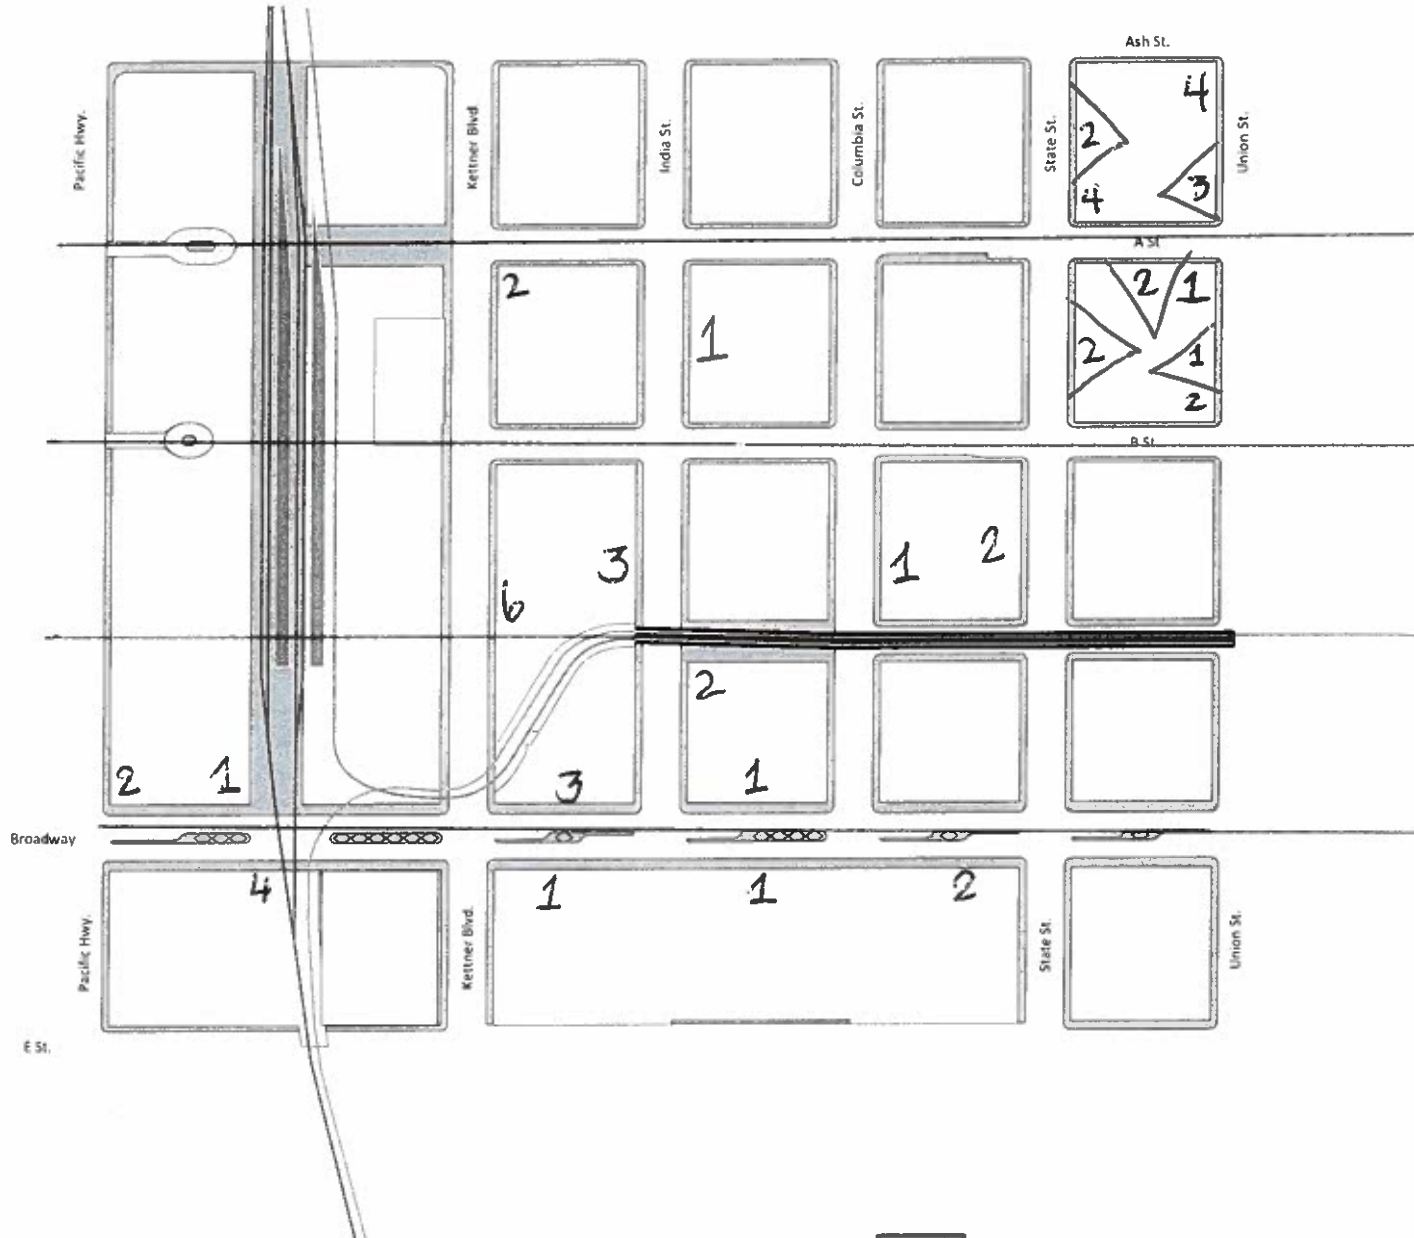 Ash St.
Pacific Hwy.
Kettner Blvd
India St.
Columbia St.
State St.
Union St.
4
2
3
4
A St
2
1
2
1
2
1
2
B St
3
6
1
2
2
2
1
3
1
Broadway
4
1
1
2
Pacific Hwy.
Kettner Blvd.
State St.
Union St.
E St.